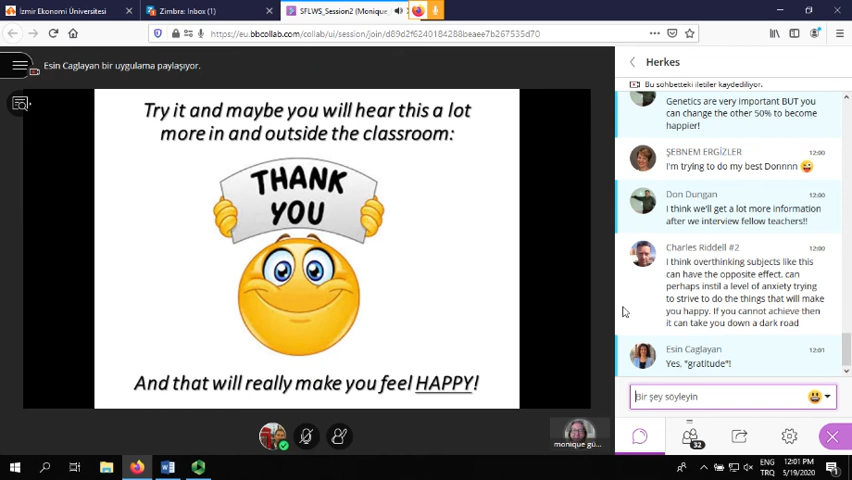 İzmir Ekonomi Üniversitesi
Zimbra: Inbox (1)
SFLWS_Session2 (Monique_
https://eu.bbcollab.com/collab/ui/session/join/d89d2f6240184288beaee7b267535d70
Esin Caglayan bir uygulama paylaşıyor.
Try it and maybe you will hear this a lot
more in and outside the classroom:
THANK
YOU
And that will really make you feel HAPPY!
monique gü...
Herkes
Bu sohbetteki iletiler kaydediliyor.
Genetics are very important BUT you
can change the other 50% to become
happier!
ŞEBNEM ERGİZLER 12:00
I'm trying to do my best Donnnn
Don Dungan 12:00
I think we'll get a lot more information
after we interview fellow teachers!!
Charles Riddell #2 12:00
I think overthinking subjects like this
can have the opposite effect. can
perhaps instil a level of anxiety trying
to strive to do the things that will make
you happy. If you cannot achieve then
it can take you down a dark road
Esin Caglayan 12:01
Yes, "gratitude"!
Bir şey söyleyin
32
ENG 12:01 PM
TRQ 5/19/2020